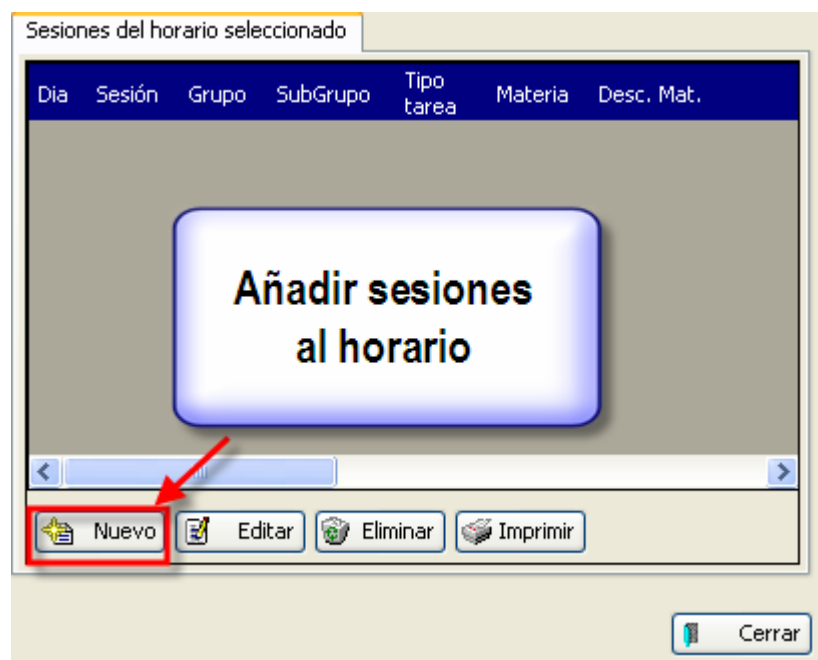 Sesiones del horario seleccionado
Dia Sesión Grupo SubGrupo Tipo tarea Materia Desc. Mat.
Añadir sesiones
al horario
Nuevo Editar Eliminar Imprimir
Cerrar